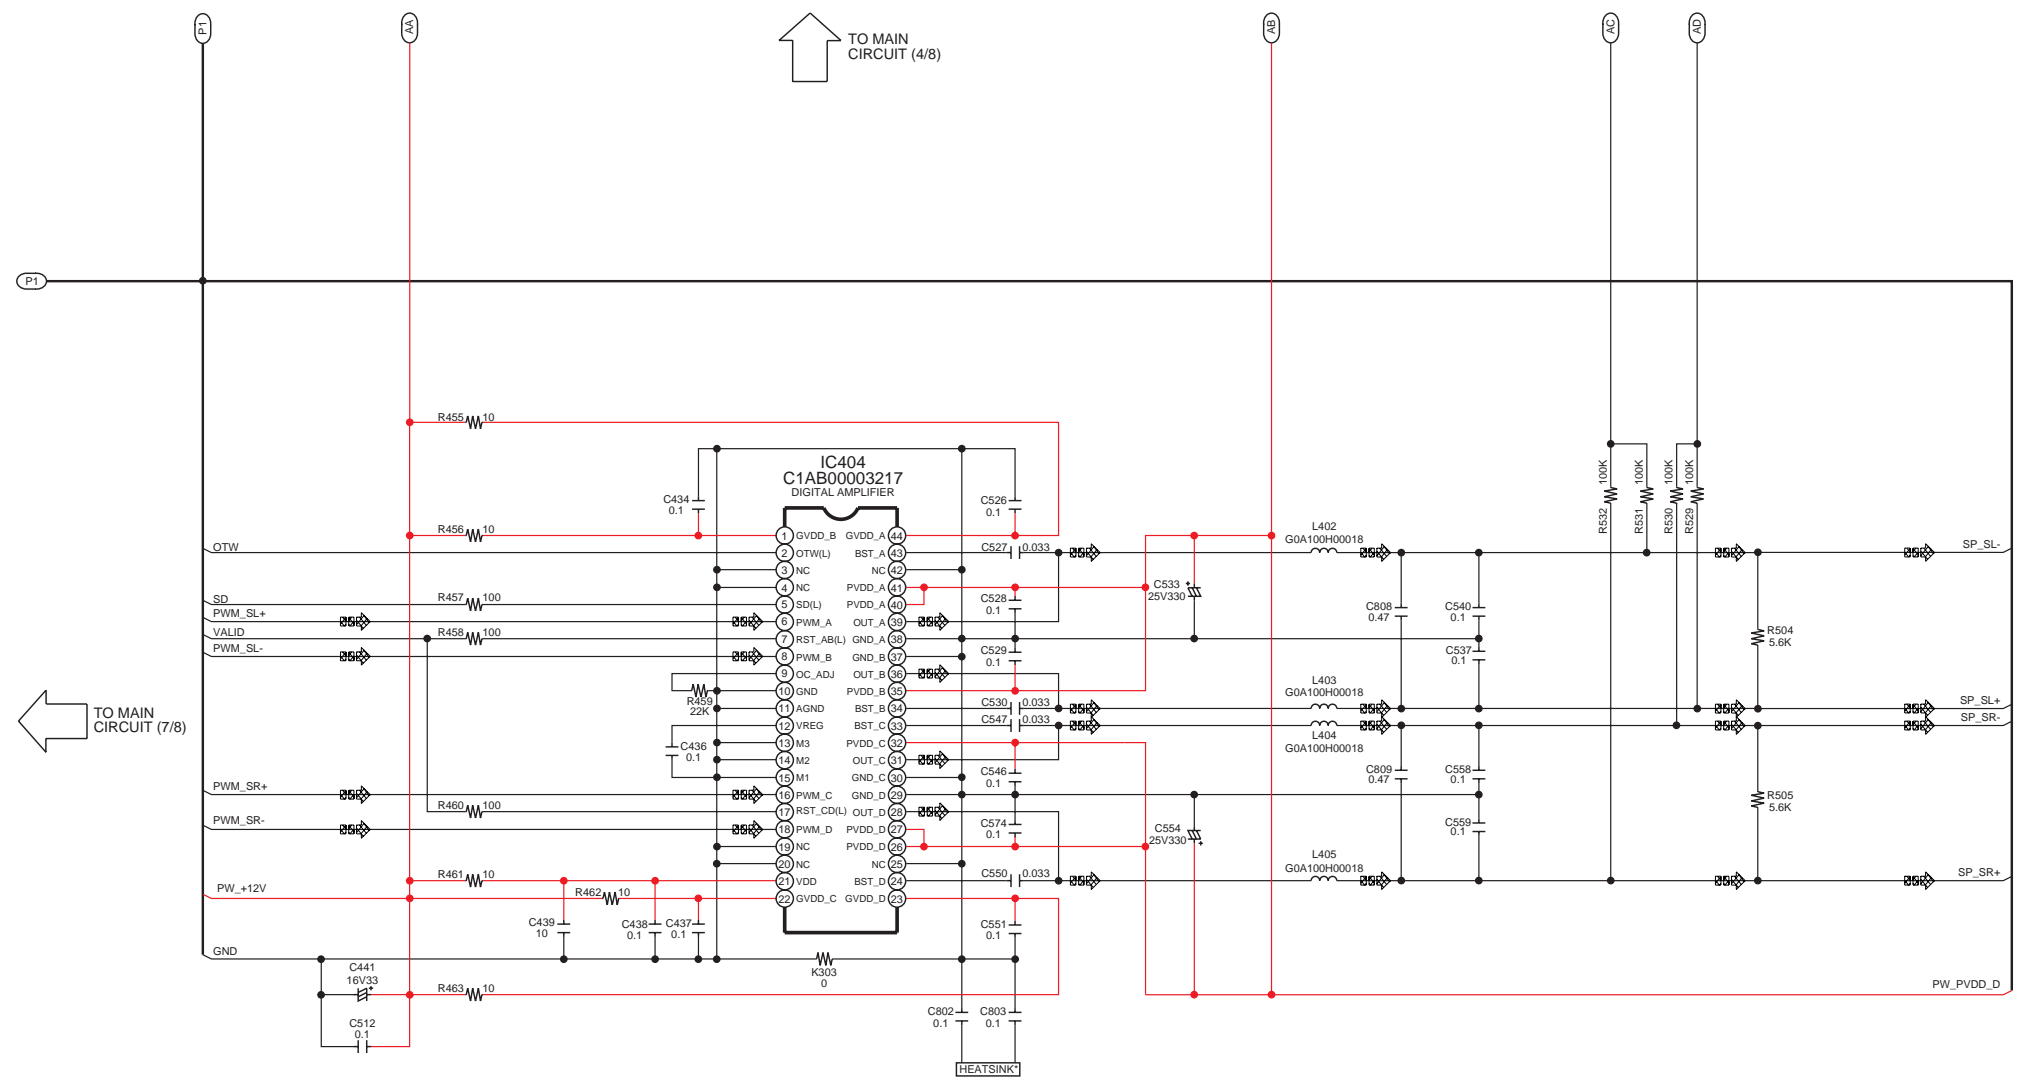 P1
AA
TO MAIN
CIRCUIT (4/8)
AB
AC
AD
P1
R455 10
IC404
C1AB00003217
DIGITAL AMPLIFIER
C434
0.1
C526
0.1
R456 10
R532 100K
R531 100K
R530 100K
R529 100K
OTW
SD
R457 100
PWM_SL+
VALID
R458 100
PWM_SL-
TO MAIN
CIRCUIT (7/8)
PWM_SR+
R460 100
PWM_SR-
R461 10
PW_+12V
R462 10
GND
R459
22K
C436
0.1
1 GVDD_B GVDD_A 44
2 OTW(L) BST_A 43
3 NC NC 42
4 NC PVDD_A 41
5 SD(L) PVDD_A 40
6 PWM_A OUT_A 39
7 RST_AB(L) GND_A 38
8 PWM_B GND_B 37
9 OC_ADJ OUT_B 36
10 GND PVDD_B 35
11 AGND BST_B 34
12 VREG BST_C 33
13 M3 PVDD_C 32
14 M2 OUT_C 31
15 M1 GND_C 30
16 PWM_C GND_D 29
17 RST_CD(L) OUT_D 28
18 PWM_D PVDD_D 27
19 NC PVDD_D 26
20 NC NC 25
21 VDD BST_D 24
22 GVDD_C GVDD_D 23
C527 0.033
C528
0.1
C529
0.1
C530 0.033
C547 0.033
C546
0.1
C574
0.1
C550 0.033
C551
0.1
C533
25V330
C554
25V330
L402
G0A100H00018
L403
G0A100H00018
L404
G0A100H00018
L405
G0A100H00018
C808
0.47
C540
0.1
C537
0.1
C809
0.47
C558
0.1
C559
0.1
R504
5.6K
R505
5.6K
SP_SL-
SP_SL+
SP_SR-
SP_SR+
PW_PVDD_D
C439
10
C438
0.1
C437
0.1
C441
16V33
K303
0
R463 10
C512
0.1
C802
0.1
C803
0.1
HEATSINK*